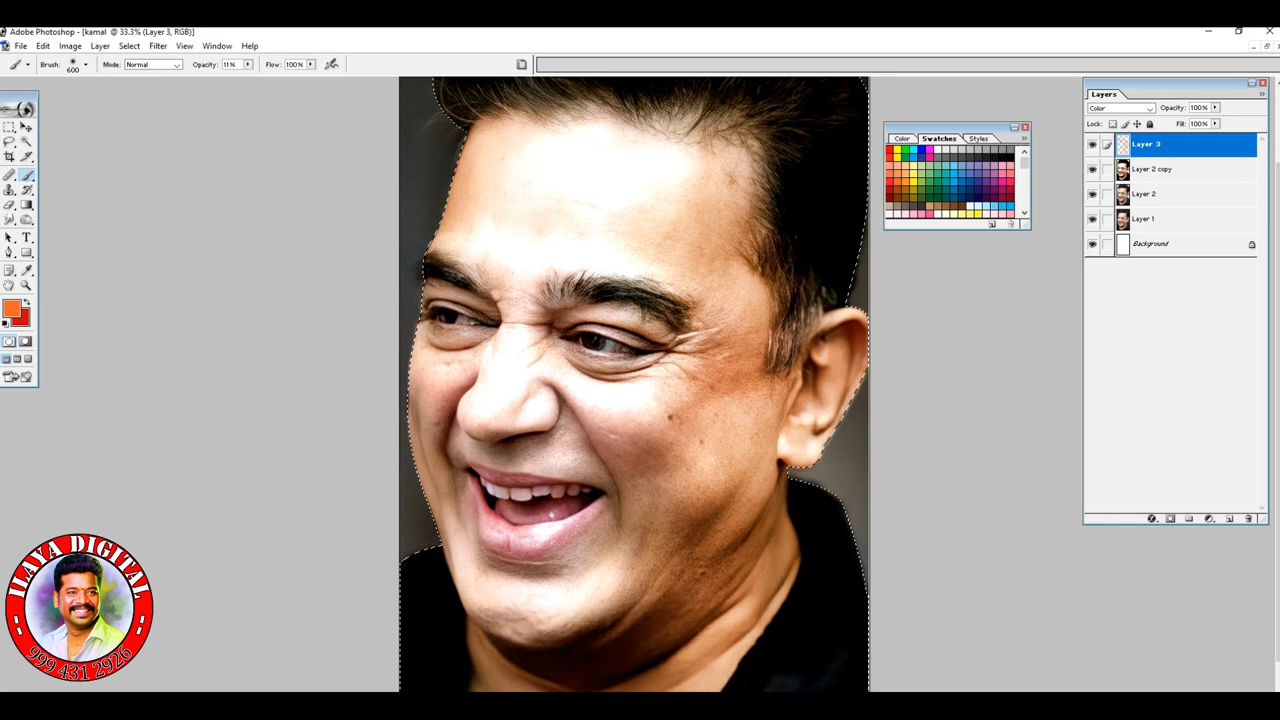 Adobe Photoshop - [kamal @ 33.3% (Layer 3, RGB)]
File Edit Image Layer Select Filter View Window Help
Brush: 600 Mode: Normal Opacity: 11% Flow: 100%
Layers
Color Opacity: 100%
Lock: Fill: 100%
Color Swatches Styles
Layer 3
Layer 2 copy
Layer 2
Layer 1
Background
ILAYA DIGITAL
999 431 2926